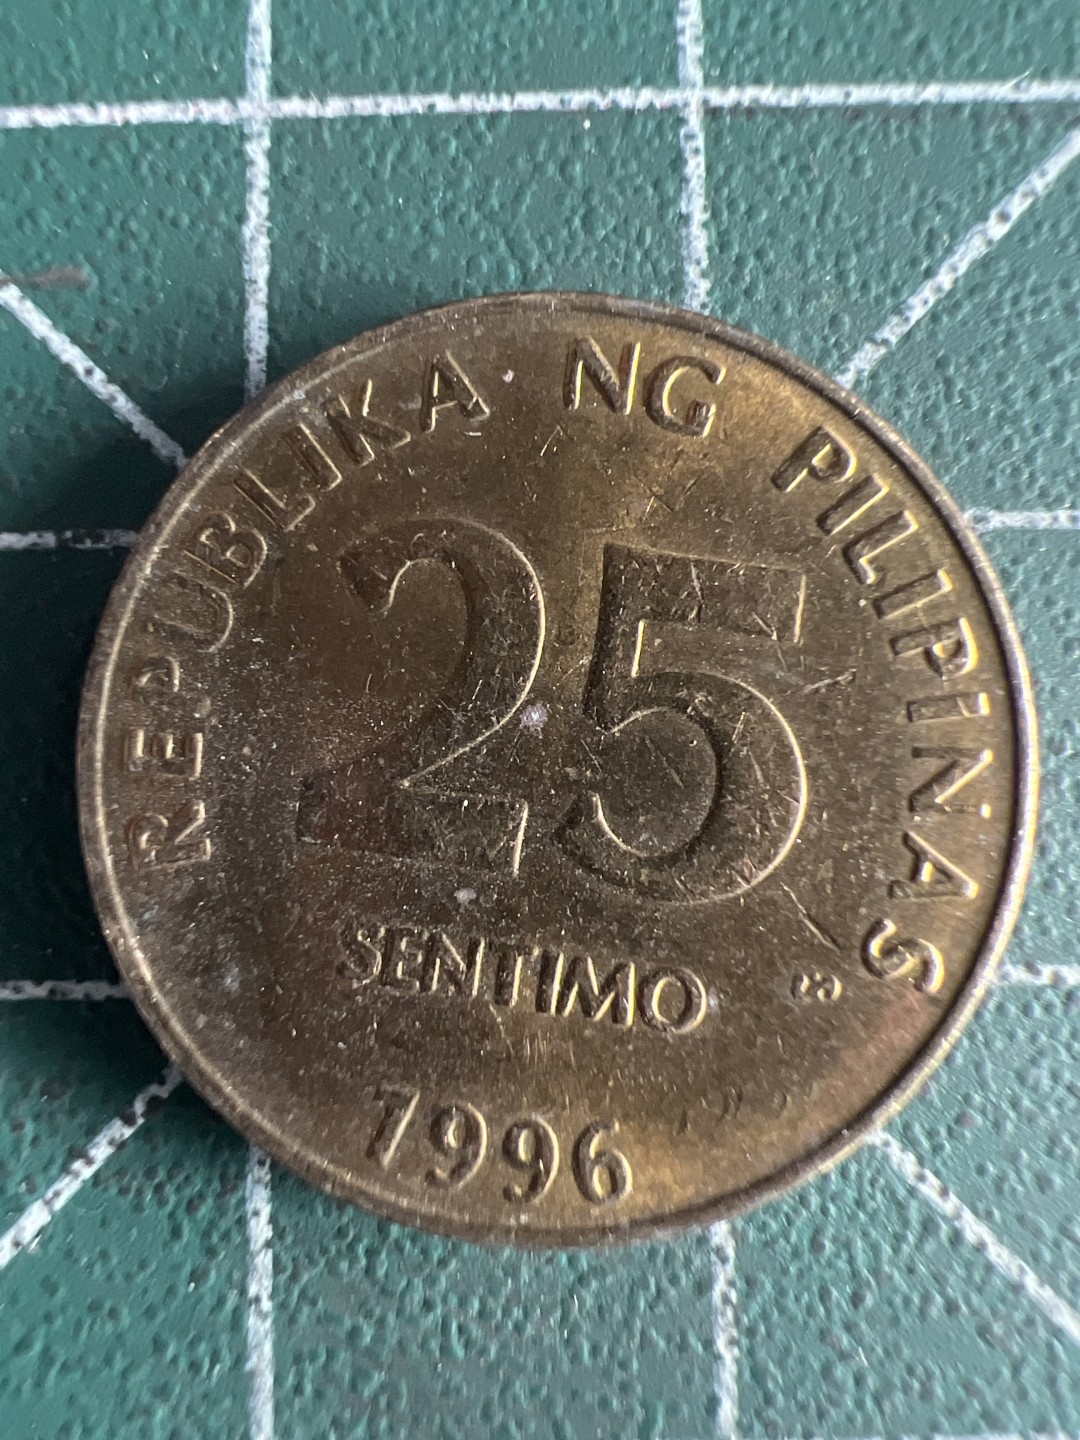 REPUBLIKA NG PILIPINAS
25
SENTIMO
1996